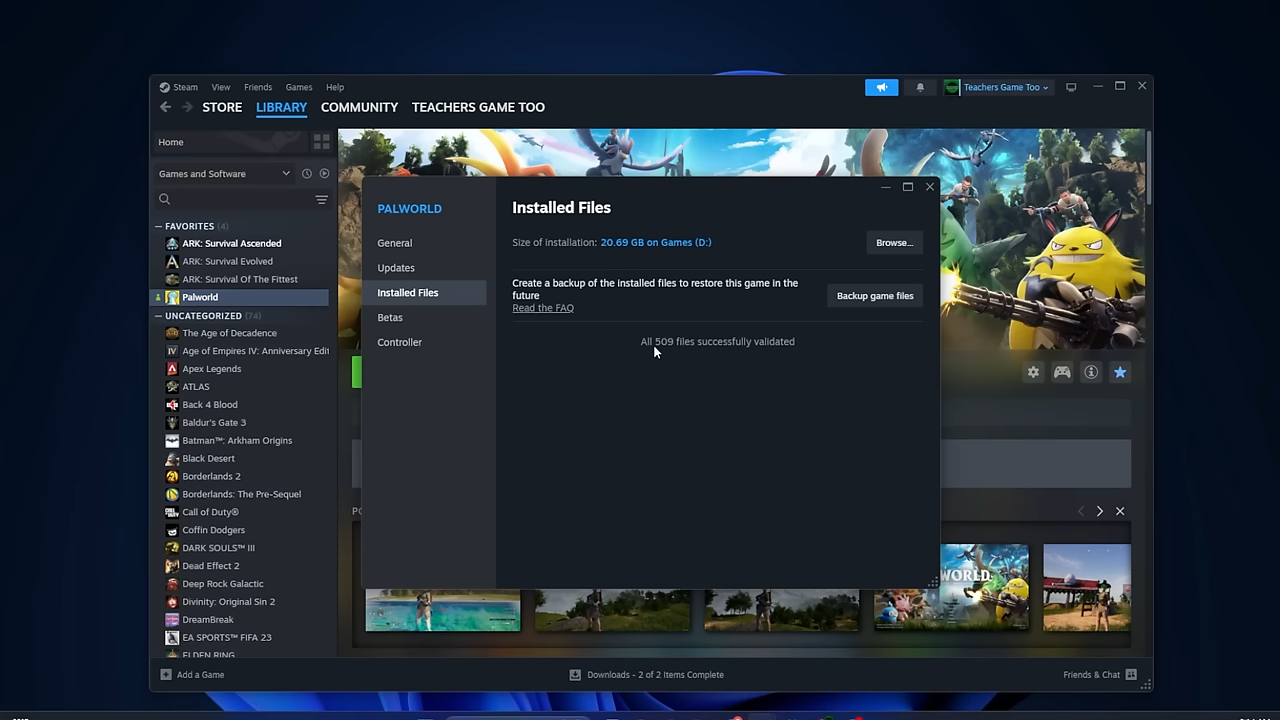 Steam View Friends Games Help
Teachers Game Too
STORE LIBRARY COMMUNITY TEACHERS GAME TOO
Home
Games and Software
FAVORITES (4)
ARK: Survival Ascended
ARK: Survival Evolved
ARK: Survival Of The Fittest
Palworld
UNCATEGORIZED (74)
The Age of Decadence
Age of Empires IV: Anniversary Edit
Apex Legends
ATLAS
Back 4 Blood
Baldur's Gate 3
Batman™: Arkham Origins
Black Desert
Borderlands 2
Borderlands: The Pre-Sequel
Call of Duty®
Coffin Dodgers
DARK SOULS™ III
Dead Effect 2
Deep Rock Galactic
Divinity: Original Sin 2
DreamBreak
EA SPORTS™ FIFA 23
ELDEN RING
PALWORLD
General
Updates
Installed Files
Betas
Controller
Installed Files
Size of installation: 20.69 GB on Games (D:)
Browse...
Create a backup of the installed files to restore this game in the
future
Read the FAQ
Backup game files
All 509 files successfully validated
WORLD
Add a Game
Downloads - 2 of 2 Items Complete
Friends & Chat